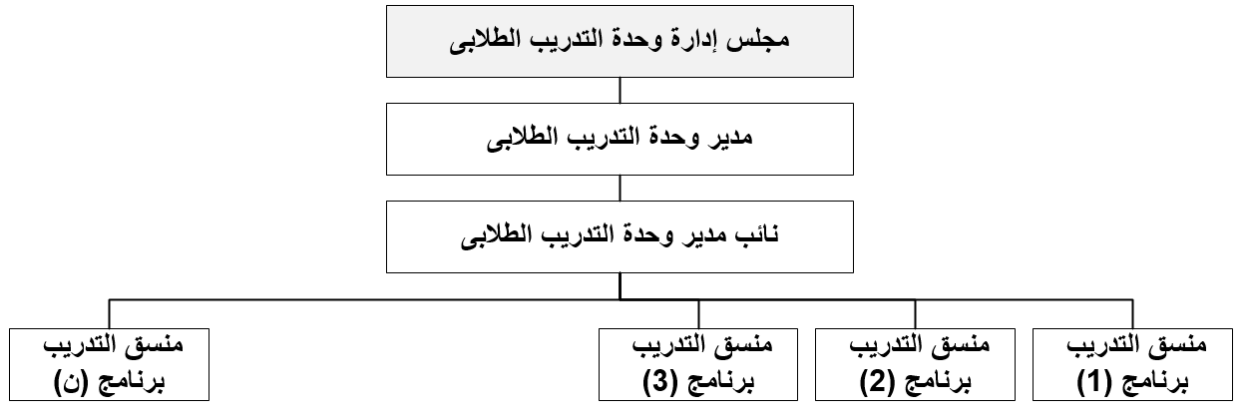 مجلس إدارة وحدة التدريب الطلابى
مدير وحدة التدريب الطلابى
نائب مدير وحدة التدريب الطلابى
منسق التدريب
برنامج (1)
منسق التدريب
برنامج (2)
منسق التدريب
برنامج (3)
منسق التدريب
برنامج (ن)